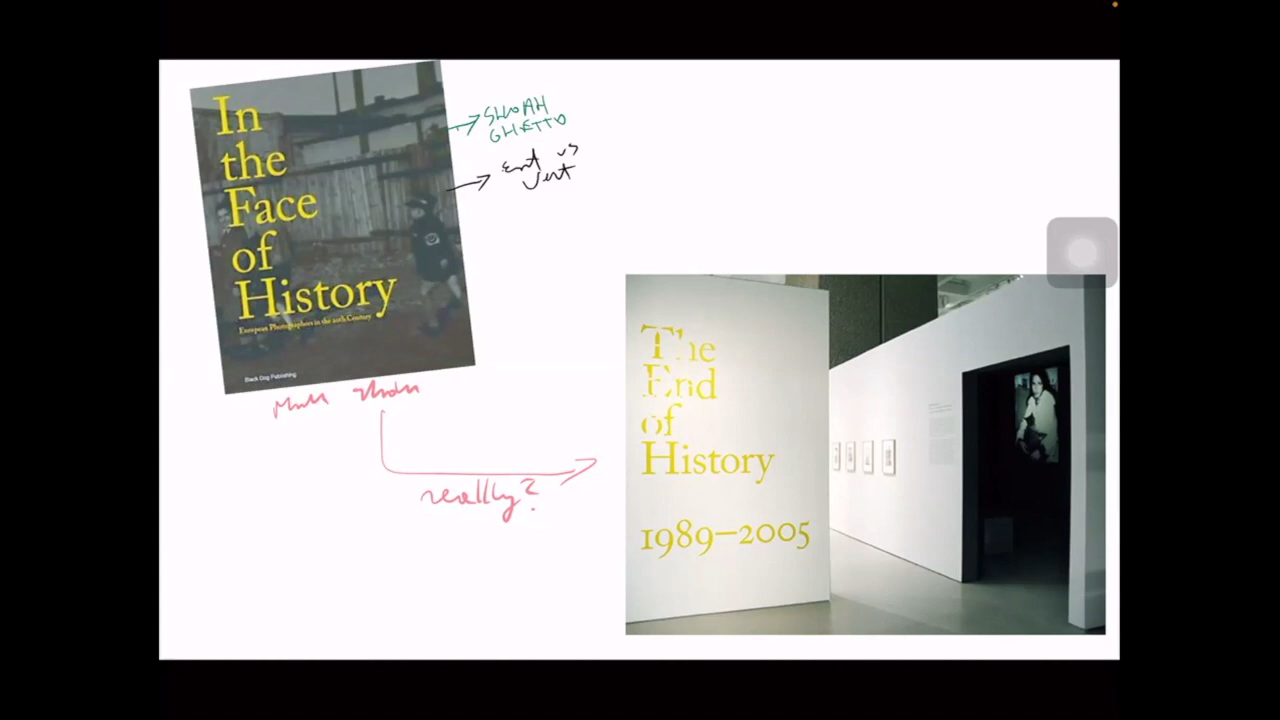 In
the
Face
of
History
European Photographers in the 20th Century
Black Dog Publishing
SHOAH
GHETTO
vs
really?
The
End
of
History
1989–2005